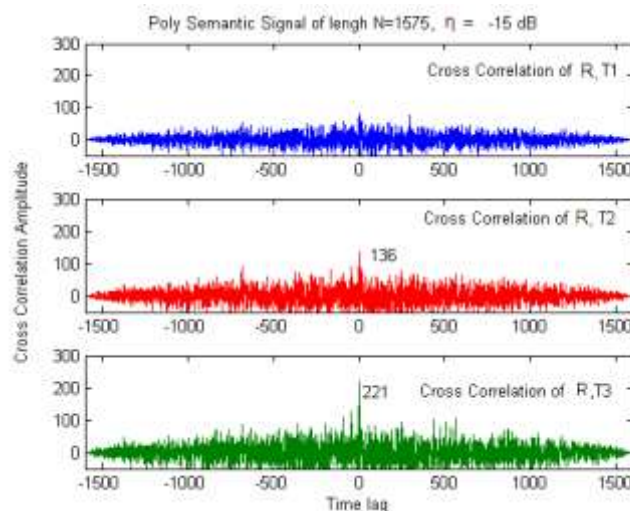 Poly Semantic Signal of lengh N=1575, η = -15 dB
300
200
100
0
Cross Correlation of R, T1
-1500 -1000 -500 0 500 1000 1500
300
200
100
0
Cross Correlation of R, T2
136
-1500 -1000 -500 0 500 1000 1500
Cross Correlation Amplitude
300
200
100
0
221
Cross Correlation of R,T3
-1500 -1000 -500 0 500 1000 1500
Time lag